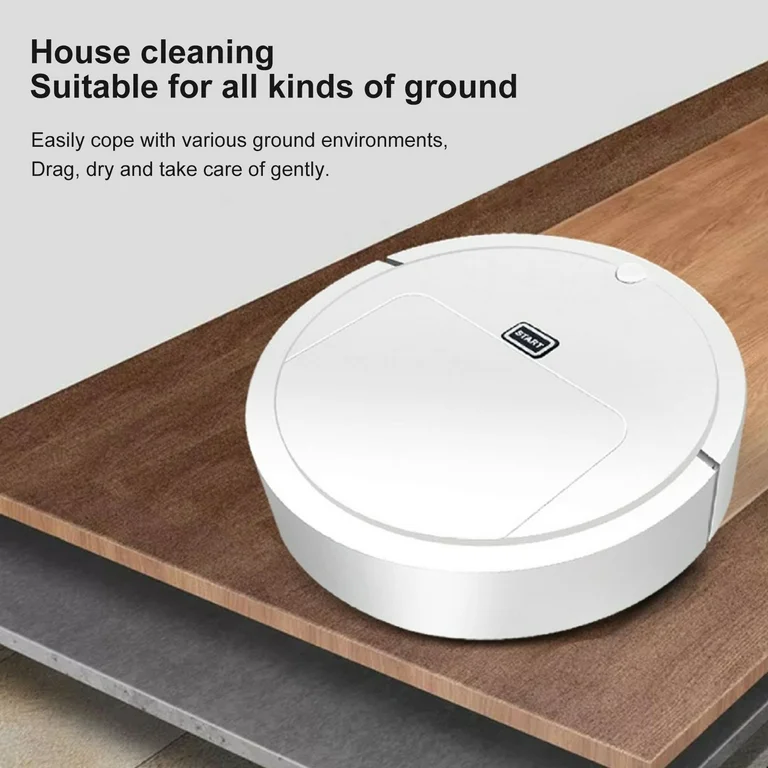 House cleaning
Suitable for all kinds of ground
Easily cope with various ground environments,
Drag, dry and take care of gently.
START